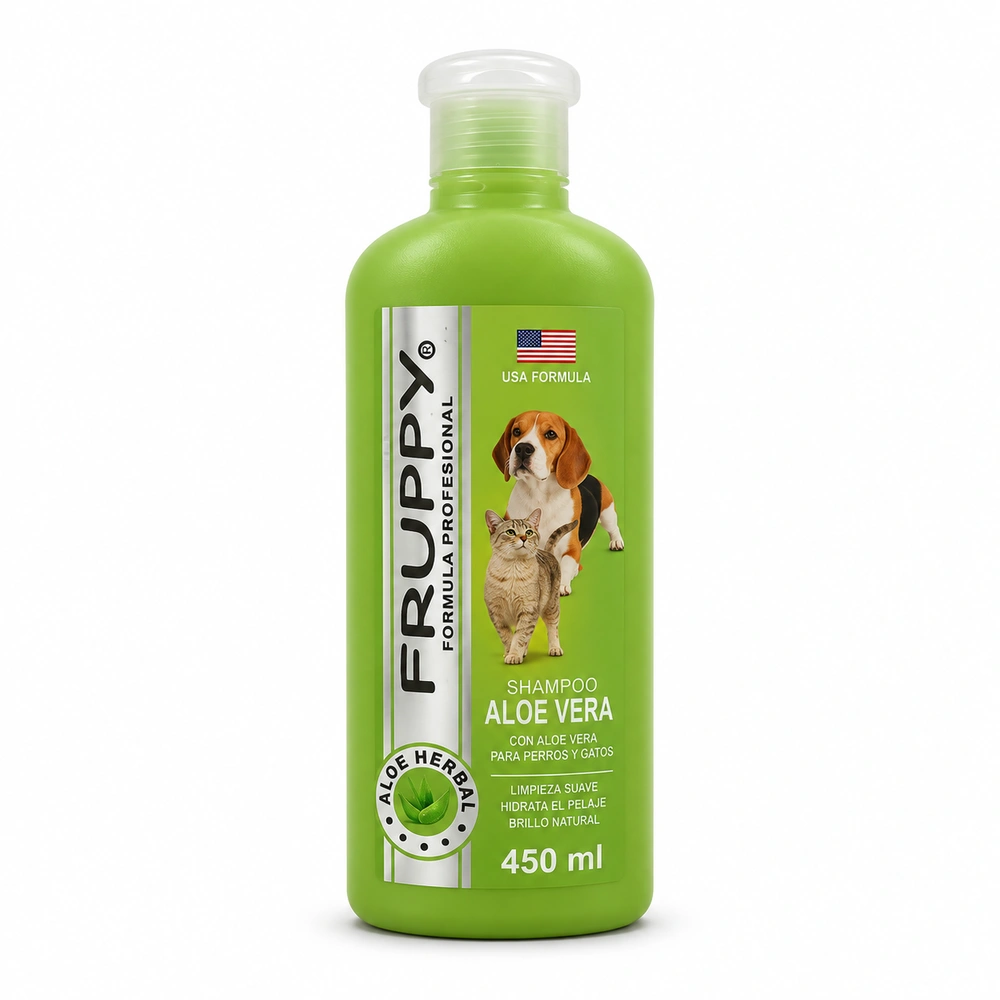 FRUPPY®
FORMULA PROFESIONAL
USA FORMULA
SHAMPOO
ALOE VERA
CON ALOE VERA
PARA PERROS Y GATOS
LIMPIEZA SUAVE
HIDRATA EL PELAJE
BRILLO NATURAL
450 ml
ALOE HERBAL